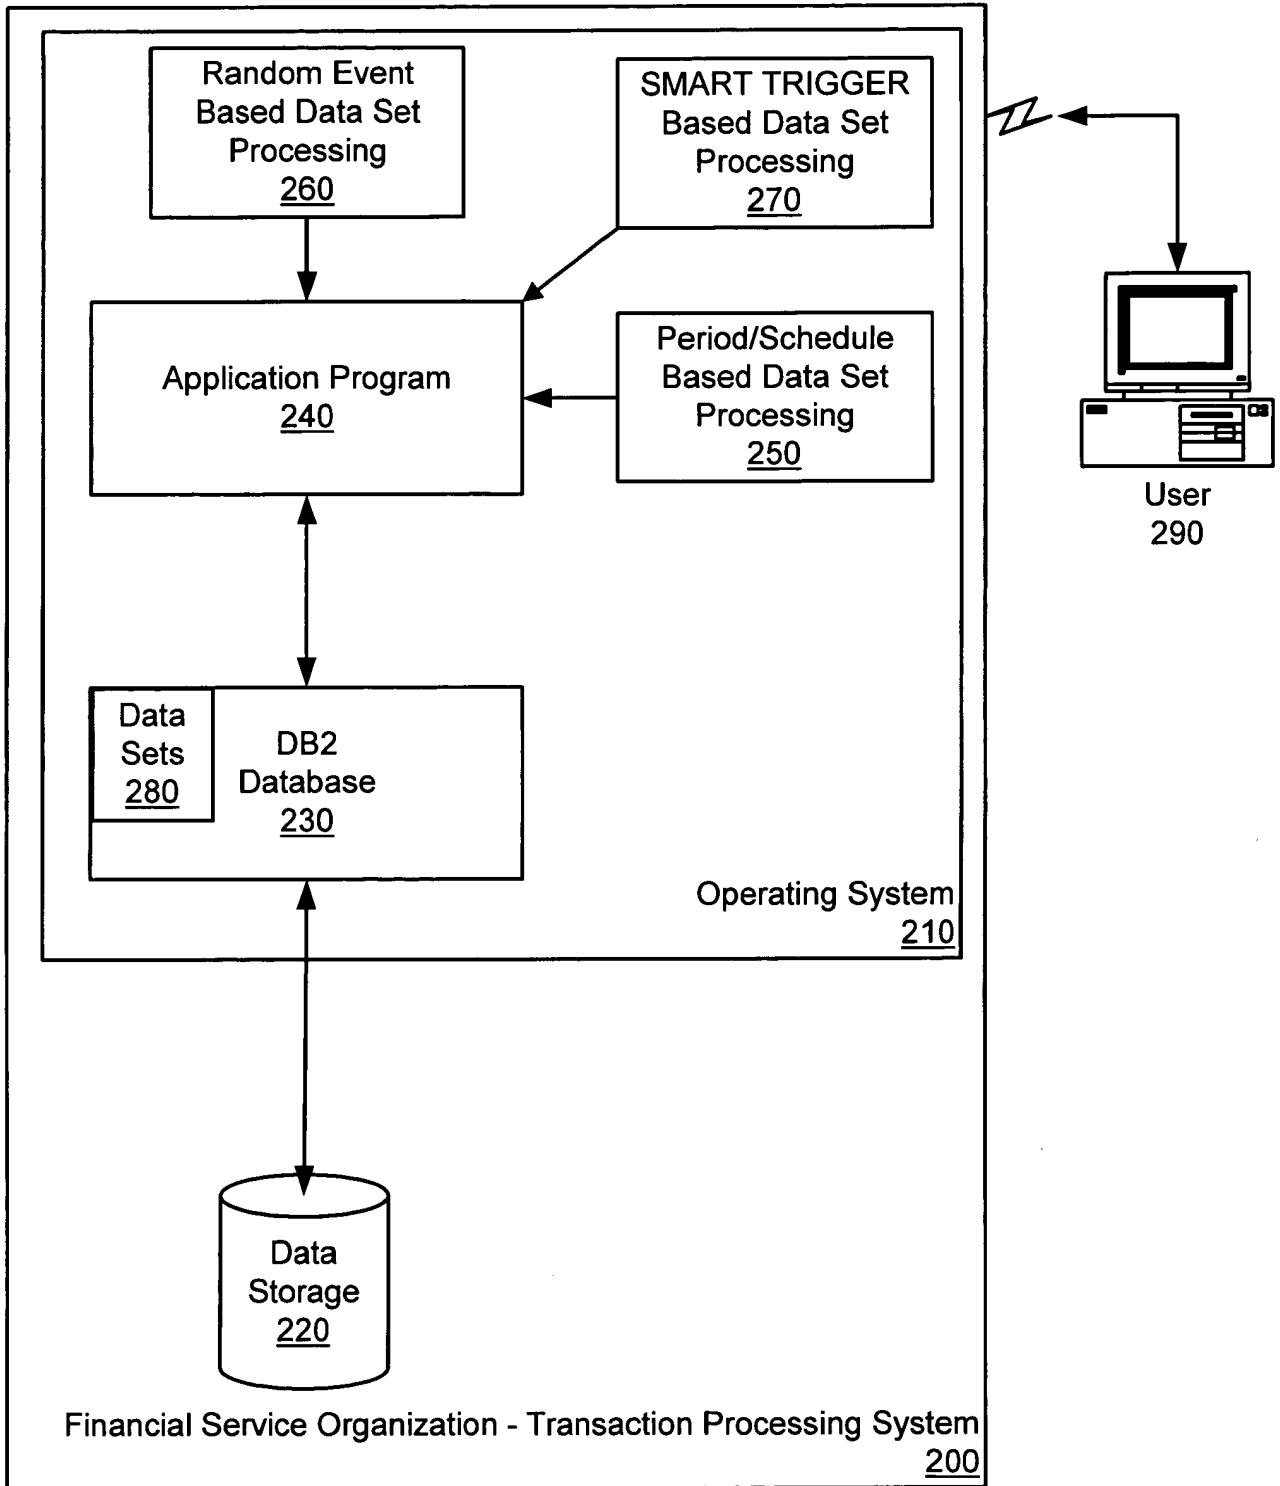 Random Event
Based Data Set
Processing
260
SMART TRIGGER
Based Data Set
Processing
270
Application Program
240
Period/Schedule
Based Data Set
Processing
250
User
290
Data
Sets
280
DB2
Database
230
Operating System
210
Data
Storage
220
Financial Service Organization - Transaction Processing System
200